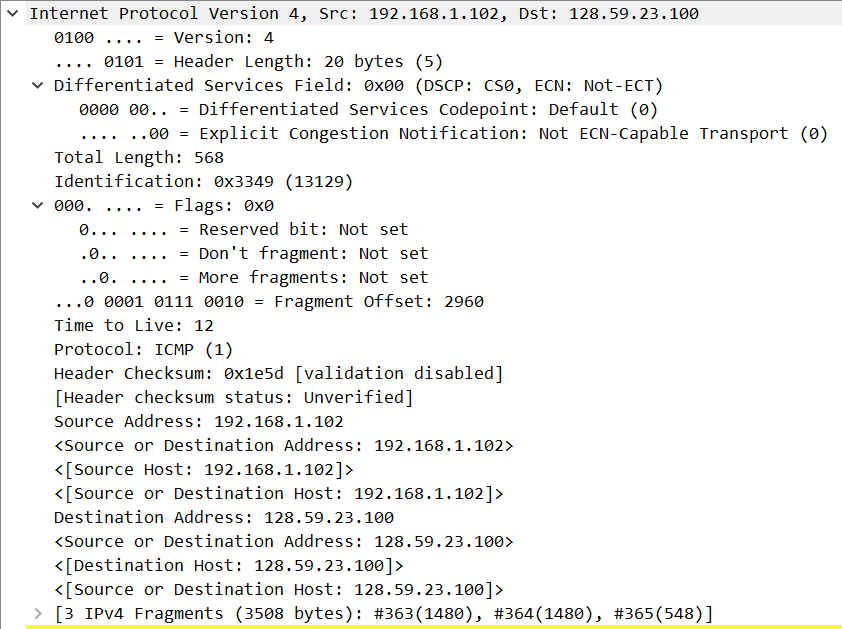 Internet Protocol Version 4, Src: 192.168.1.102, Dst: 128.59.23.100
0100 .... = Version: 4
.... 0101 = Header Length: 20 bytes (5)
Differentiated Services Field: 0x00 (DSCP: CS0, ECN: Not-ECT)
0000 00.. = Differentiated Services Codepoint: Default (0)
.... ..00 = Explicit Congestion Notification: Not ECN-Capable Transport (0)
Total Length: 568
Identification: 0x3349 (13129)
000. .... = Flags: 0x0
0... .... = Reserved bit: Not set
.0.. .... = Don't fragment: Not set
..0. .... = More fragments: Not set
...0 0001 0111 0010 = Fragment Offset: 2960
Time to Live: 12
Protocol: ICMP (1)
Header Checksum: 0x1e5d [validation disabled]
[Header checksum status: Unverified]
Source Address: 192.168.1.102
<Source or Destination Address: 192.168.1.102>
<[Source Host: 192.168.1.102]>
<[Source or Destination Host: 192.168.1.102]>
Destination Address: 128.59.23.100
<Source or Destination Address: 128.59.23.100>
<[Destination Host: 128.59.23.100]>
<[Source or Destination Host: 128.59.23.100]>
[3 IPv4 Fragments (3508 bytes): #363(1480), #364(1480), #365(548)]